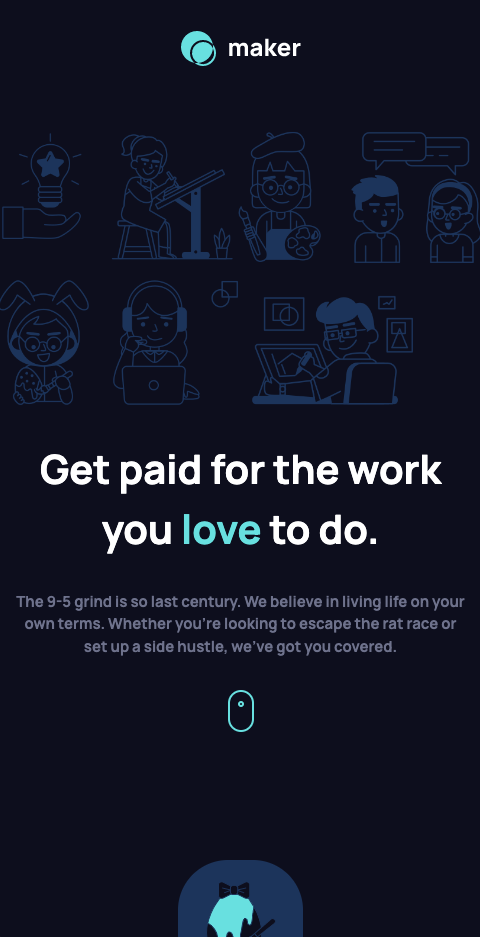 maker
Get paid for the work
you love to do.
The 9-5 grind is so last century. We believe in living life on your
own terms. Whether you're looking to escape the rat race or
set up a side hustle, we've got you covered.